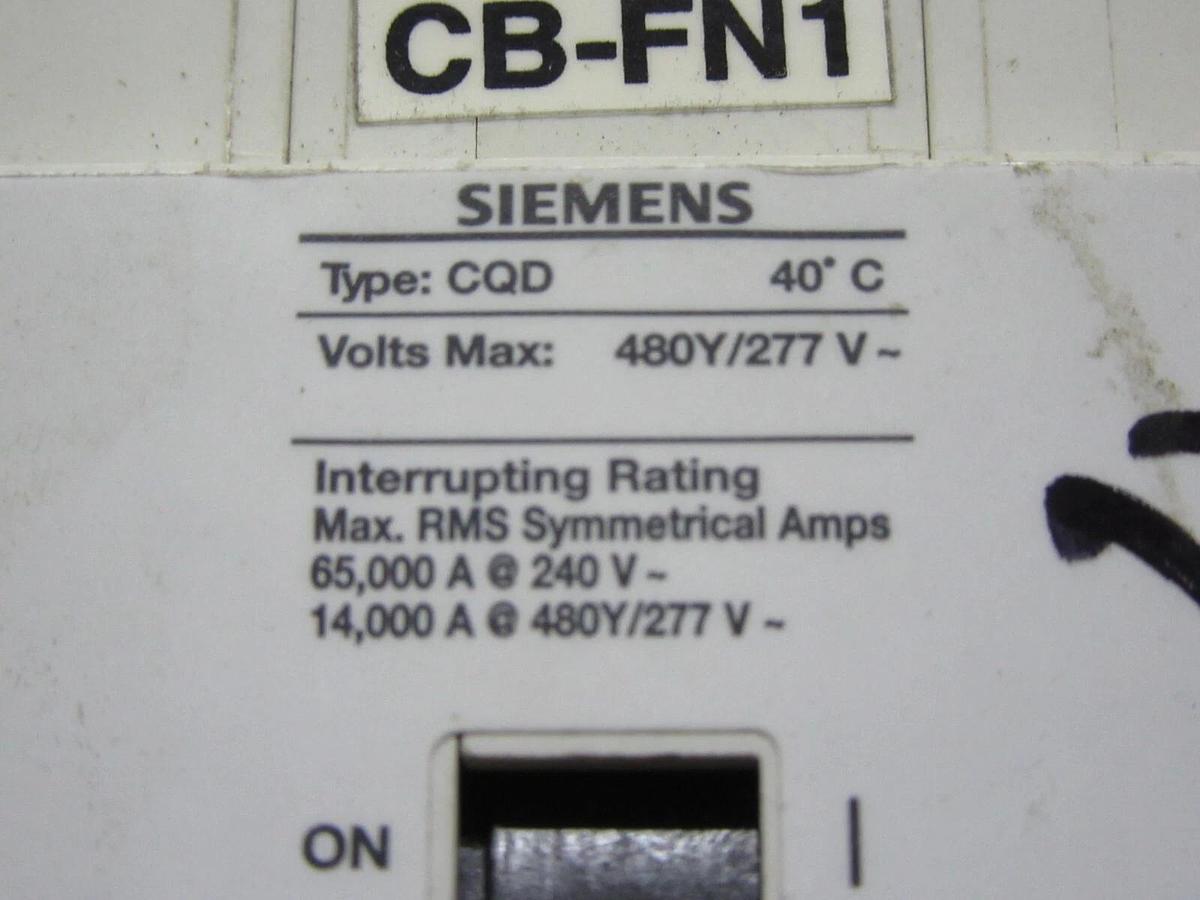 CB-FN1
SIEMENS
Type: CQD 40° C
Volts Max: 480Y/277 V ~
Interrupting Rating
Max. RMS Symmetrical Amps
65,000 A @ 240 V ~
14,000 A @ 480Y/277 V ~
ON |